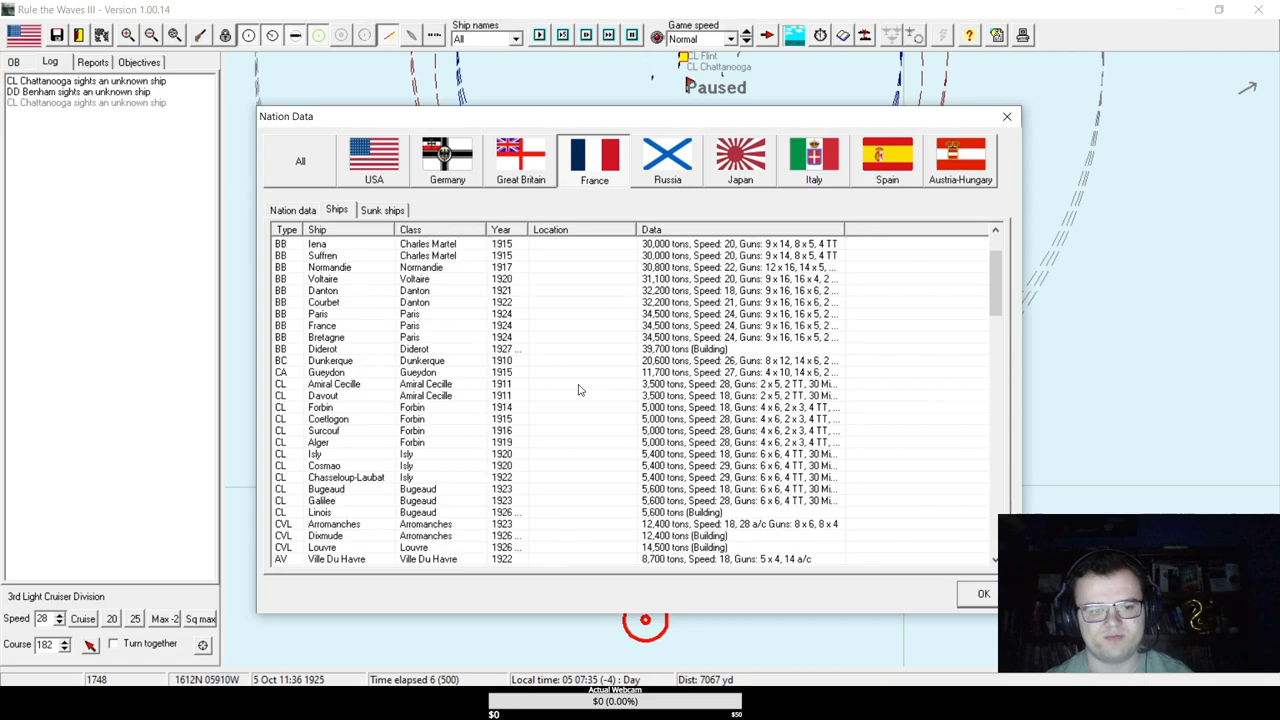 Rule the Waves III - Version 1.00.14
Ship names
All
Game speed
Normal
OB Log Reports Objectives
CL Chattanooga sights an unknown ship
DD Benham sights an unknown ship
CL Chattanooga sights an unknown ship
CL Flint
CL Chattanooga
Paused
Nation Data
All USA Germany Great Britain France Russia Japan Italy Spain Austria-Hungary
Nation data Ships Sunk ships
Type Ship Class Year Location Data
BB Iena Charles Martel 1915 30,000 tons, Speed: 20, Guns: 9 x 14, 8 x 5, 4 TT
BB Suffren Charles Martel 1915 30,000 tons, Speed: 20, Guns: 9 x 14, 8 x 5, 4 TT
BB Normandie Normandie 1917 30,800 tons, Speed: 22, Guns: 12 x 16, 14 x 5, ...
BB Voltaire Voltaire 1920 31,100 tons, Speed: 20, Guns: 9 x 16, 16 x 4, 2 ...
BB Danton Danton 1921 32,200 tons, Speed: 18, Guns: 9 x 16, 16 x 6, 2 ...
BB Courbet Danton 1922 32,200 tons, Speed: 21, Guns: 9 x 16, 16 x 6, 2 ...
BB Paris Paris 1924 34,500 tons, Speed: 24, Guns: 9 x 16, 16 x 5, 2 ...
BB France Paris 1924 34,500 tons, Speed: 24, Guns: 9 x 16, 16 x 5, 2 ...
BB Bretagne Paris 1924 34,500 tons, Speed: 24, Guns: 9 x 16, 16 x 5, 2 ...
BB Diderot Diderot 1927 ... 39,700 tons (Building)
BC Dunkerque Dunkerque 1910 20,600 tons, Speed: 26, Guns: 8 x 12, 14 x 6, 2 ...
CA Gueydon Gueydon 1915 11,700 tons, Speed: 27, Guns: 4 x 10, 14 x 6, 2 ...
CL Amiral Cecille Amiral Cecille 1911 3,500 tons, Speed: 28, Guns: 2 x 5, 2 TT, 30 Mi...
CL Davout Amiral Cecille 1911 3,500 tons, Speed: 18, Guns: 2 x 5, 2 TT, 30 Mi...
CL Forbin Forbin 1914 5,000 tons, Speed: 28, Guns: 4 x 6, 2 x 3, 4 TT, ...
CL Coetlogon Forbin 1915 5,000 tons, Speed: 28, Guns: 4 x 6, 2 x 3, 4 TT, ...
CL Surcouf Forbin 1916 5,000 tons, Speed: 28, Guns: 4 x 6, 2 x 3, 4 TT, ...
CL Alger Forbin 1919 5,000 tons, Speed: 28, Guns: 4 x 6, 2 x 3, 4 TT, ...
CL Isly Isly 1920 5,400 tons, Speed: 18, Guns: 6 x 6, 4 TT, 30 Mi...
CL Cosmao Isly 1920 5,400 tons, Speed: 29, Guns: 6 x 6, 4 TT, 30 Mi...
CL Chasseloup-Laubat Isly 1922 5,400 tons, Speed: 29, Guns: 6 x 6, 4 TT, 30 Mi...
CL Bugeaud Bugeaud 1923 5,600 tons, Speed: 18, Guns: 6 x 6, 4 TT, 30 Mi...
CL Galilee Bugeaud 1923 5,600 tons, Speed: 28, Guns: 6 x 6, 4 TT, 30 Mi...
CL Linois Bugeaud 1926 ... 5,600 tons (Building)
CVL Arromanches Arromanches 1923 12,400 tons, Speed: 18, 28 a/c Guns: 8 x 6, 8 x 4
CVL Dixmude Arromanches 1926 ... 12,400 tons (Building)
CVL Louvre Arromanches 1926 ... 14,500 tons (Building)
AV Ville Du Havre Ville Du Havre 1922 8,700 tons, Speed: 18, Guns: 5 x 4, 14 a/c
OK
3rd Light Cruiser Division
Speed 28 Cruise 20 25 Max -2 Sq max
Course 182 Turn together
1748 1612N 05910W 5 Oct 11:36 1925 Time elapsed 6 (500) Local time: 05 07:35 (-4) : Day Dist: 7067 yd
Actual Webcam
$0 (0.00%)
$0 $50